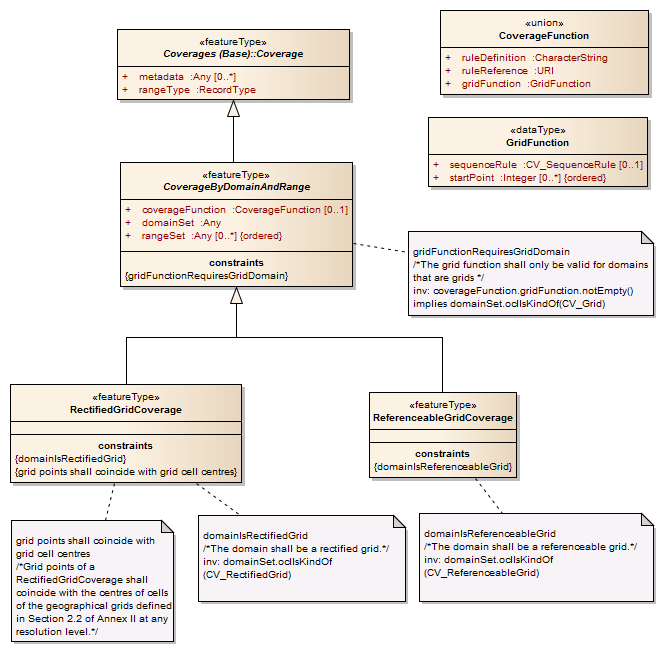 «featureType»
Coverages (Base)::Coverage
+ metadata :Any [0..*]
+ rangeType :RecordType
«union»
CoverageFunction
+ ruleDefinition :CharacterString
+ ruleReference :URI
+ gridFunction :GridFunction
«dataType»
GridFunction
+ sequenceRule :CV_SequenceRule [0..1]
+ startPoint :Integer [0..*] {ordered}
«featureType»
CoverageByDomainAndRange
+ coverageFunction :CoverageFunction [0..1]
+ domainSet :Any
+ rangeSet :Any [0..*] {ordered}
constraints
{gridFunctionRequiresGridDomain}
gridFunctionRequiresGridDomain
/*The grid function shall only be valid for domains
that are grids */
inv: coverageFunction.gridFunction.notEmpty()
implies domainSet.oclIsKindOf(CV_Grid)
«featureType»
RectifiedGridCoverage
constraints
{domainIsRectifiedGrid}
{grid points shall coincide with grid cell centres}
«featureType»
ReferenceableGridCoverage
constraints
{domainIsReferenceableGrid}
grid points shall coincide with
grid cell centres
/*Grid points of a
RectifiedGridCoverage shall
coincide with the centres of cells
of the geographical grids defined
in Section 2.2 of Annex II at any
resolution level.*/
domainIsRectifiedGrid
/*The domain shall be a rectified grid.*/
inv: domainSet.oclIsKindOf
(CV_RectifiedGrid)
domainIsReferenceableGrid
/*The domain shall be a referenceable grid.*/
inv: domainSet.oclIsKindOf
(CV_ReferenceableGrid)